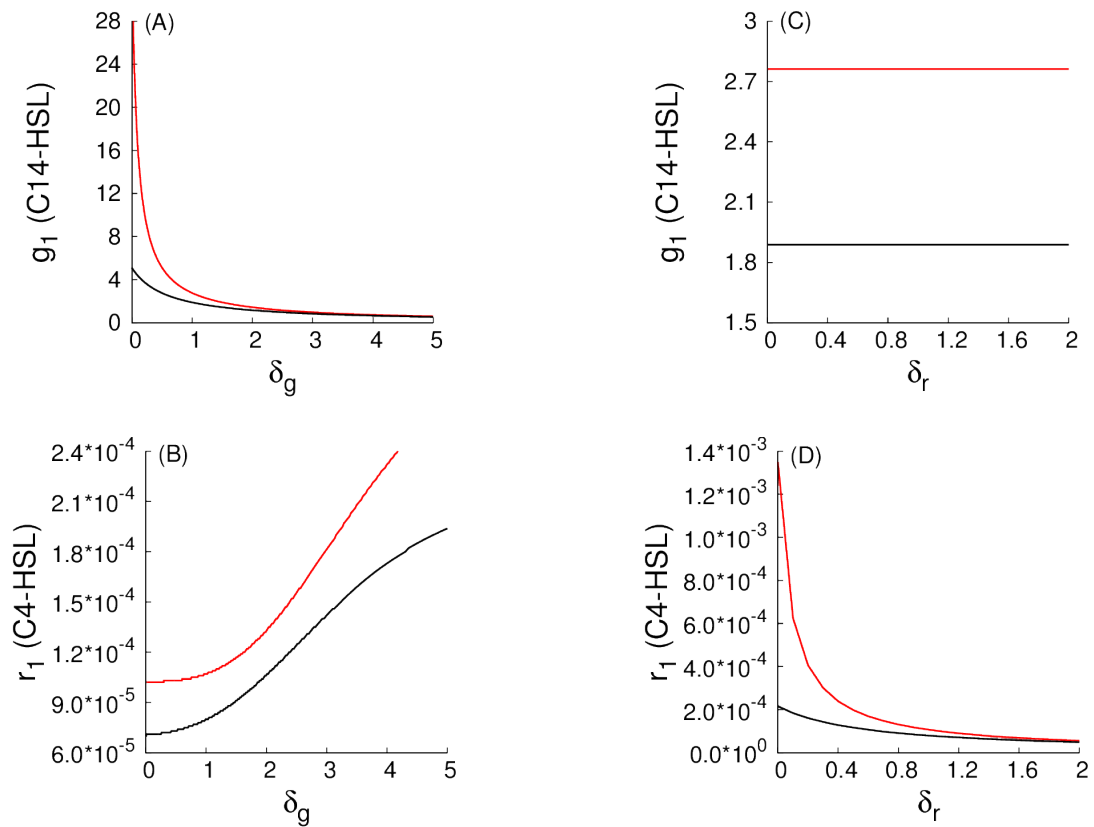 (A)
28
24
20
16
12
8
4
0
g1 (C14-HSL)
0 1 2 3 4 5
δg
(C)
3
2.7
2.4
2.1
1.8
1.5
g1 (C14-HSL)
0 0.4 0.8 1.2 1.6 2
δr
(B)
2.4*10-4
2.1*10-4
1.8*10-4
1.5*10-4
1.2*10-4
9.0*10-5
6.0*10-5
r1 (C4-HSL)
0 1 2 3 4 5
δg
(D)
1.4*10-3
1.2*10-3
1.0*10-3
8.0*10-4
6.0*10-4
4.0*10-4
2.0*10-4
0.0*100
r1 (C4-HSL)
0 0.4 0.8 1.2 1.6 2
δr